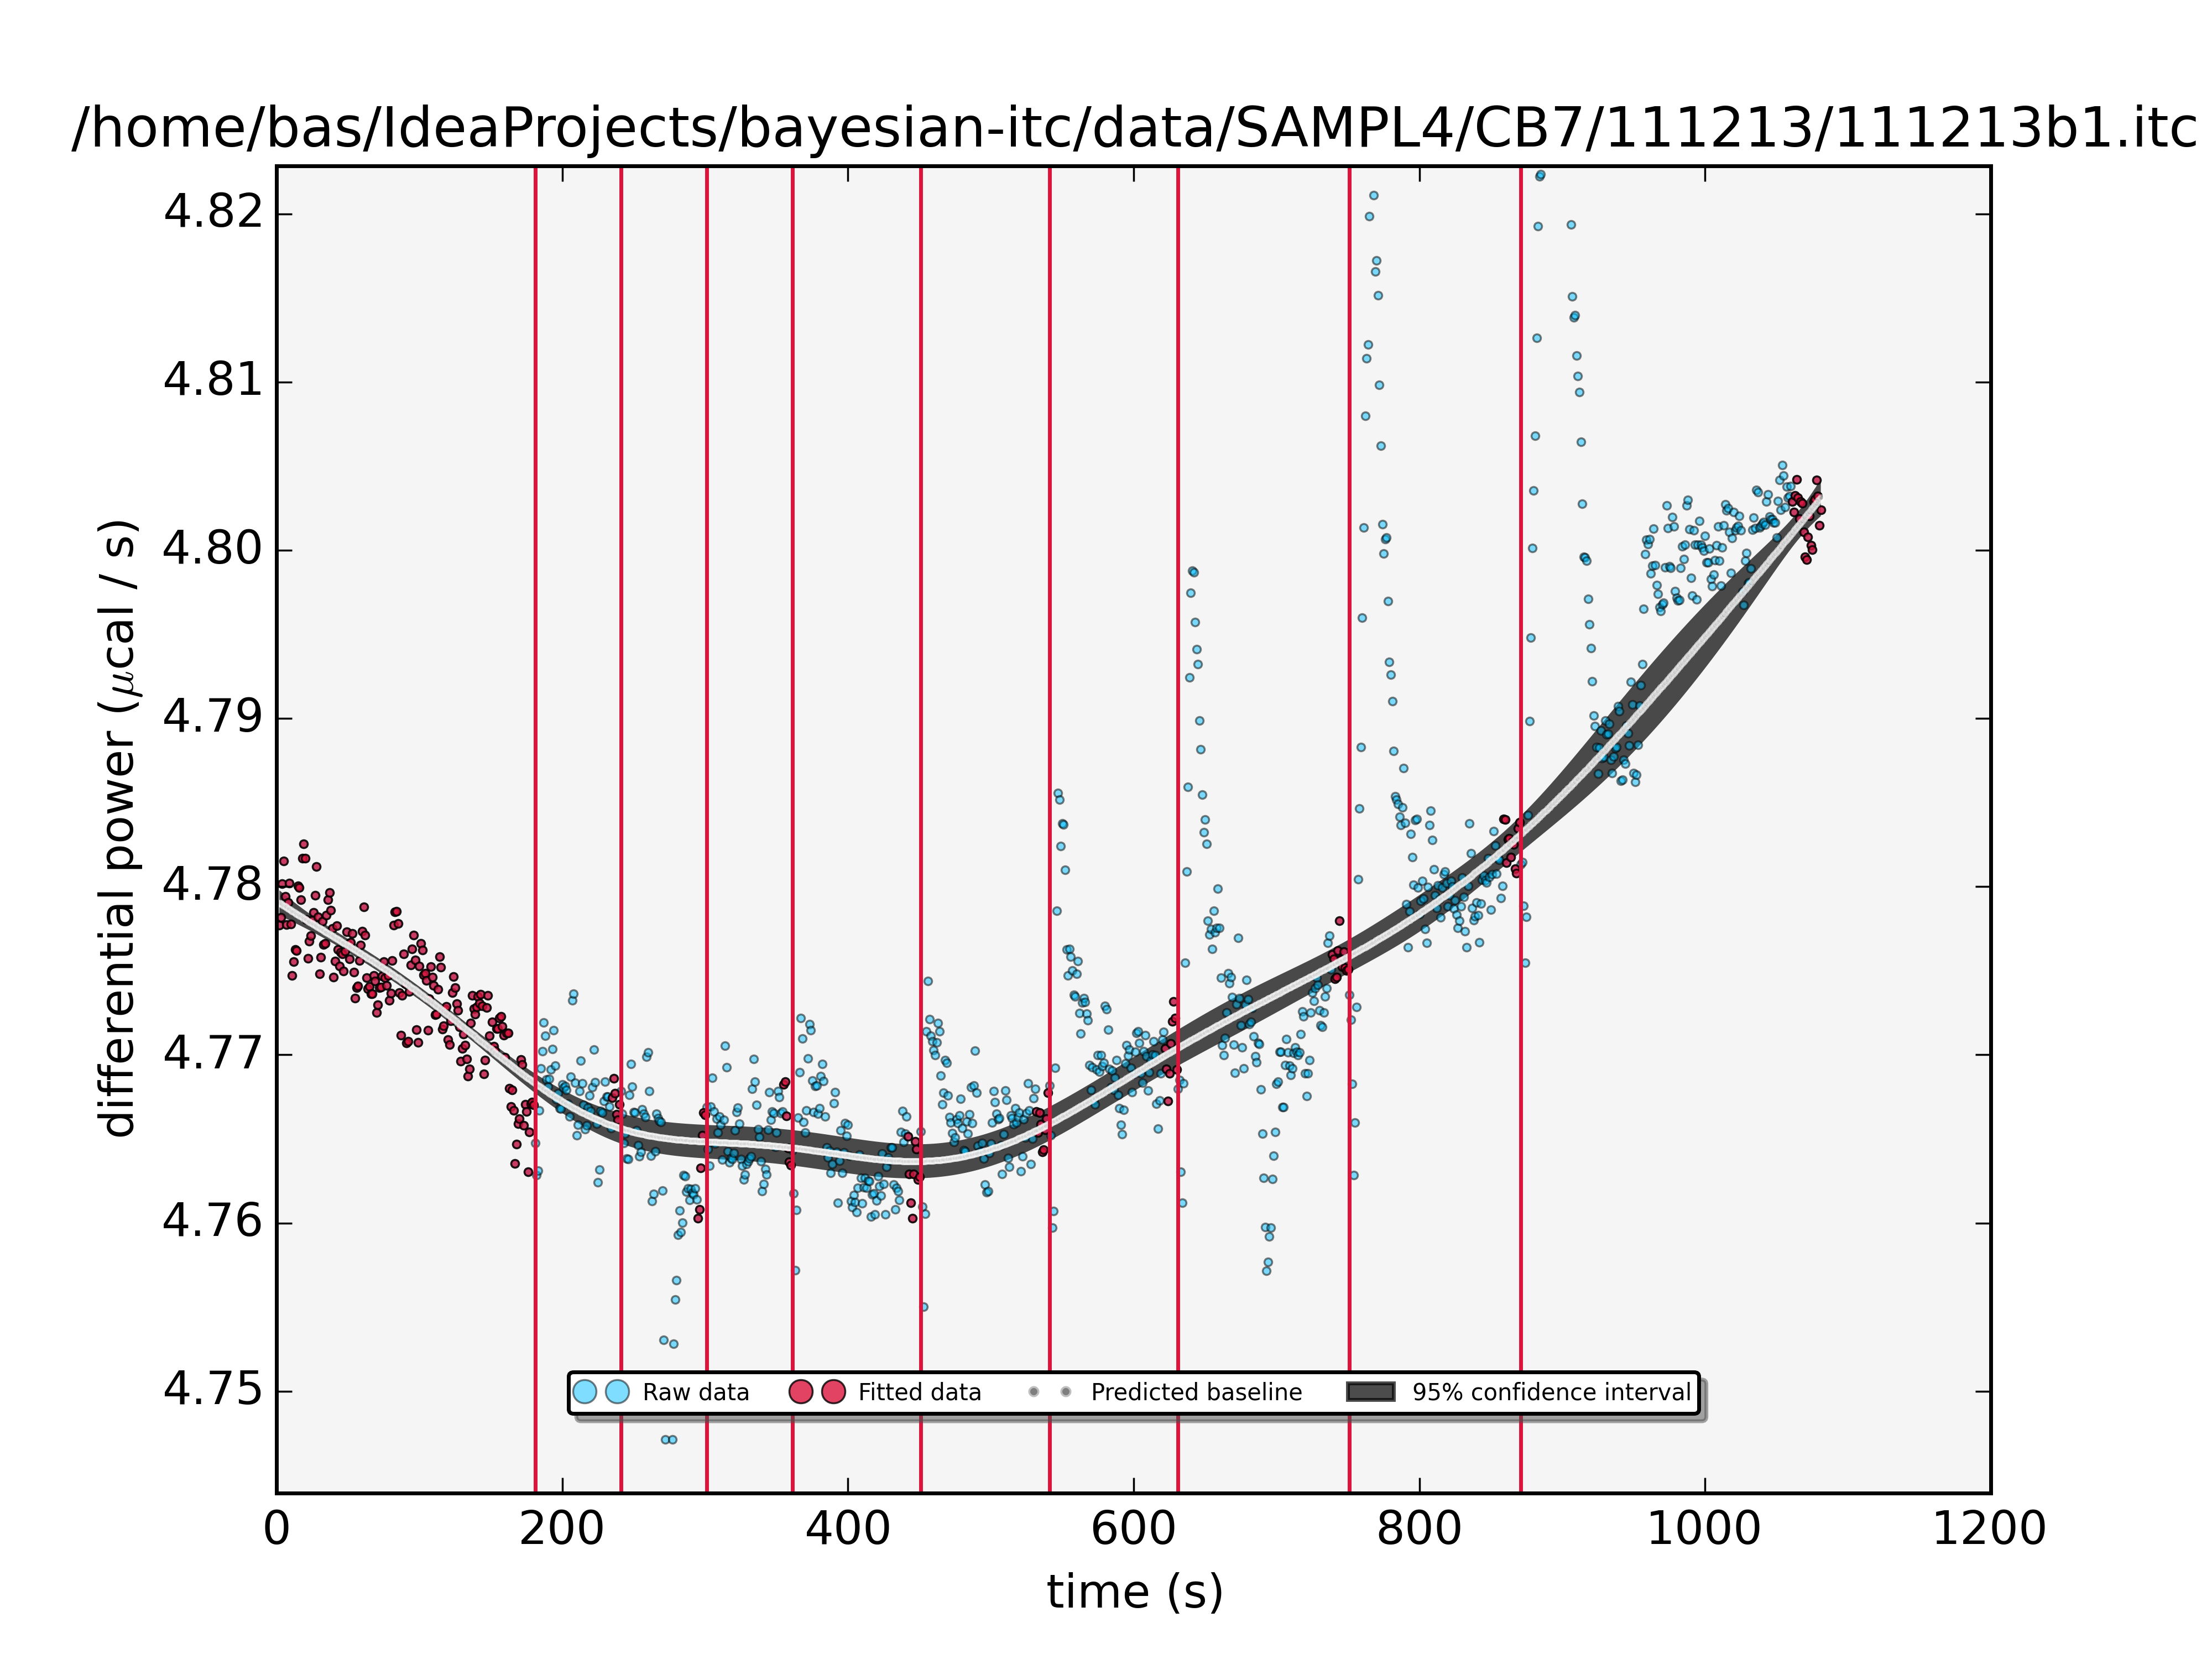 /home/bas/IdeaProjects/bayesian-itc/data/SAMPL4/CB7/111213/111213b1.itc
4.82
4.81
4.80
4.79
4.78
4.77
4.76
4.75
differential power (μcal / s)
Raw data Fitted data Predicted baseline 95% confidence interval
0 200 400 600 800 1000 1200
time (s)